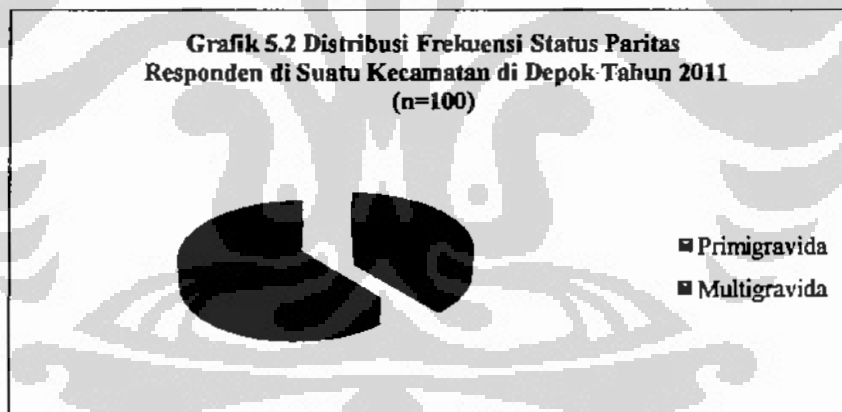 Grafik 5.2 Distribusi Frekuensi Status Paritas
Responden di Suatu Kecamatan di Depok Tahun 2011
(n=100)
Primigravida
Multigravida